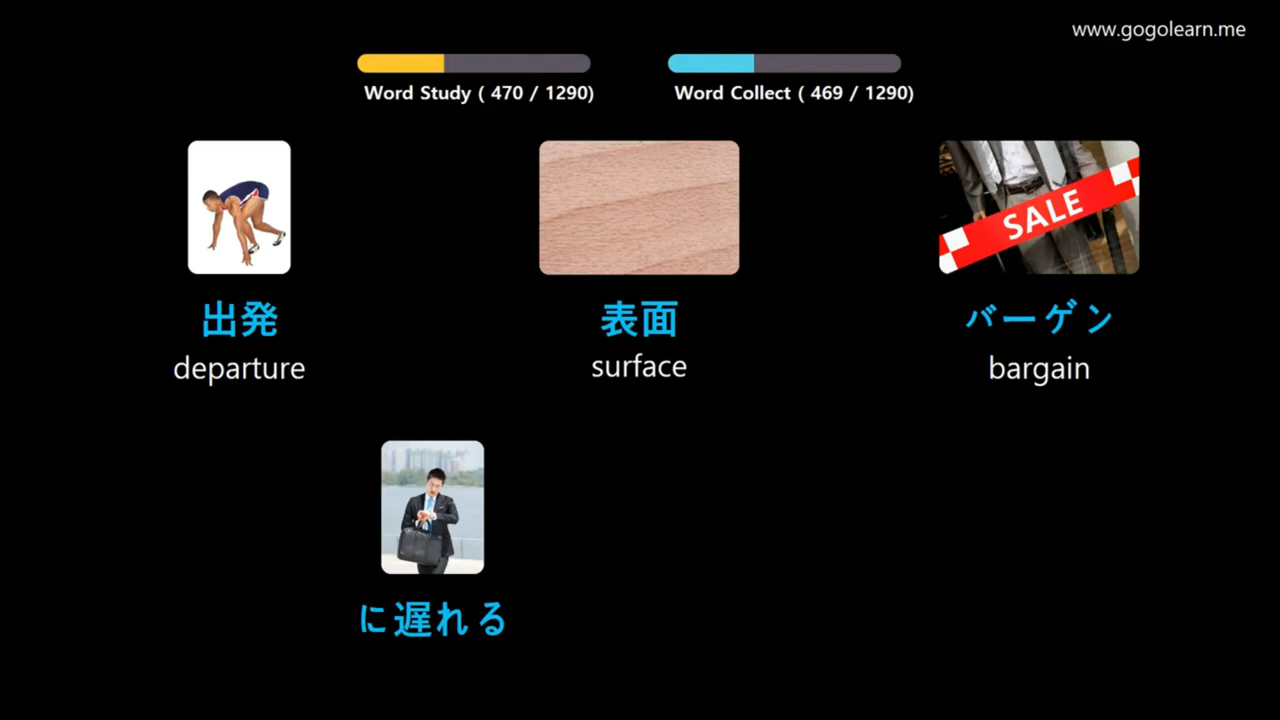 www.gogolearn.me
Word Study ( 470 / 1290)
Word Collect ( 469 / 1290)
SALE
出発
departure
表面
surface
バーゲン
bargain
に遅れる